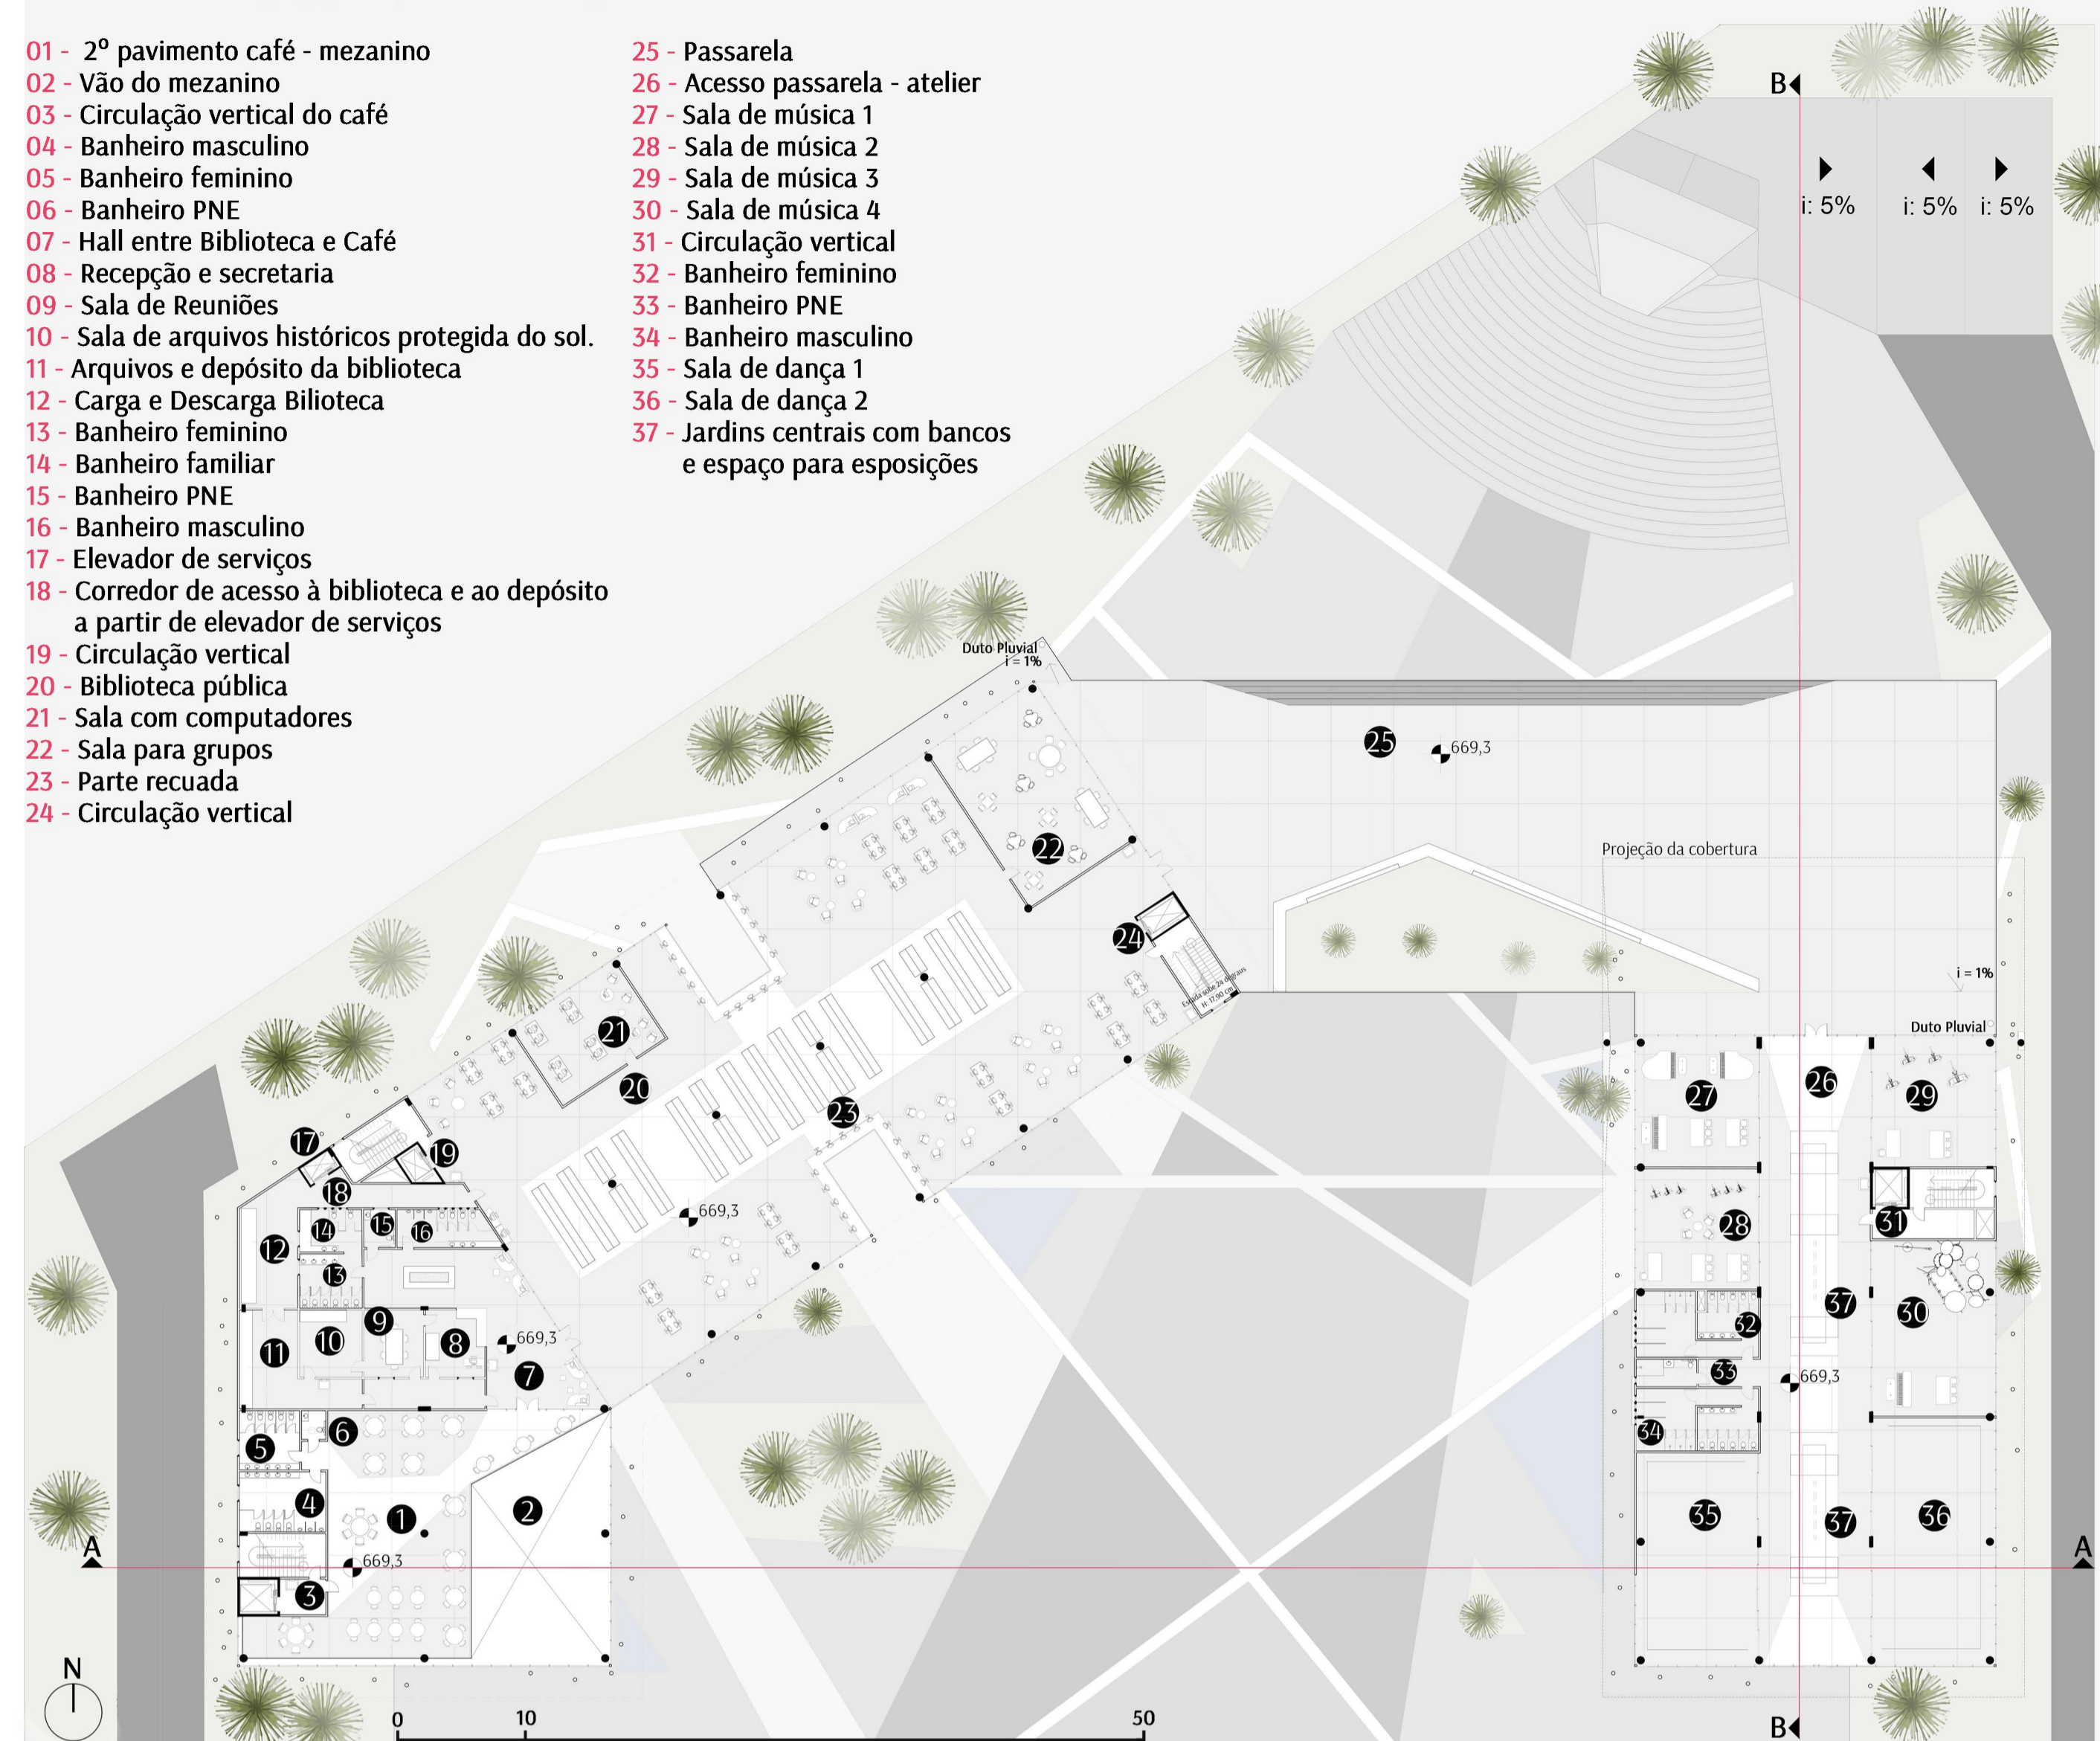 01 - 2º pavimento café - mezanino
02 - Vão do mezanino
03 - Circulação vertical do café
04 - Banheiro masculino
05 - Banheiro feminino
06 - Banheiro PNE
07 - Hall entre Biblioteca e Café
08 - Recepção e secretaria
09 - Sala de Reuniões
10 - Sala de arquivos históricos protegida do sol.
11 - Arquivos e depósito da biblioteca
12 - Carga e Descarga Bilioteca
13 - Banheiro feminino
14 - Banheiro familiar
15 - Banheiro PNE
16 - Banheiro masculino
17 - Elevador de serviços
18 - Corredor de acesso à biblioteca e ao depósito
a partir de elevador de serviços
19 - Circulação vertical
20 - Biblioteca pública
21 - Sala com computadores
22 - Sala para grupos
23 - Parte recuada
24 - Circulação vertical
25 - Passarela
26 - Acesso passarela - atelier
27 - Sala de música 1
28 - Sala de música 2
29 - Sala de música 3
30 - Sala de música 4
31 - Circulação vertical
32 - Banheiro feminino
33 - Banheiro PNE
34 - Banheiro masculino
35 - Sala de dança 1
36 - Sala de dança 2
37 - Jardins centrais com bancos
e espaço para esposições
B
i: 5%
i: 5%
i: 5%
Duto Pluvial
i = 1%
25
669,3
Projeção da cobertura
22
24
Escada sobe 24 degraus
H: 17,90 cm
i = 1%
Duto Pluvial
21
20
23
26
27
29
17
19
18
669,3
14
15
16
12
13
28
31
9
10
11
8
669,3
7
37
30
32
33
669,3
34
6
5
4
1
2
35
37
36
A
669,3
A
3
N
0
10
50
B